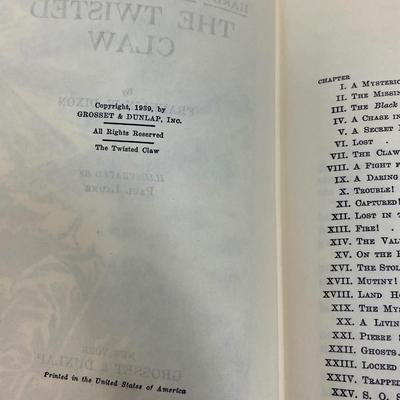 Copyright, 1939, by
GROSSET & DUNLAP, Inc.
All Rights Reserved
The Twisted Claw
Printed in the United States of America
HARDY
THE TWISTED
CLAW
By
FRANKLIN W. DIXON
ILLUSTRATED BY
PAUL LAUNE
NEW YORK
GROSSET & DUNLAP
CHAPTER
I. A Mysterio
II. The Missin
III. The Black
IV. A Chase in
V. A Secret
VI. Lost .
VII. The Claw
VIII. A Fight f
IX. A Daring
X. Trouble!
XI. Captured!
XII. Lost in t
XIII. Fire! .
XIV. The Val
XV. On the
XVI. The Stol
XVII. Mutiny!
XVIII. Land Ho
XIX. The Mys
XX. A Livin
XXI. Pierre
XXII. Ghosts
XXIII. Locked
XXIV. Trapped
XXV. S. O. S.